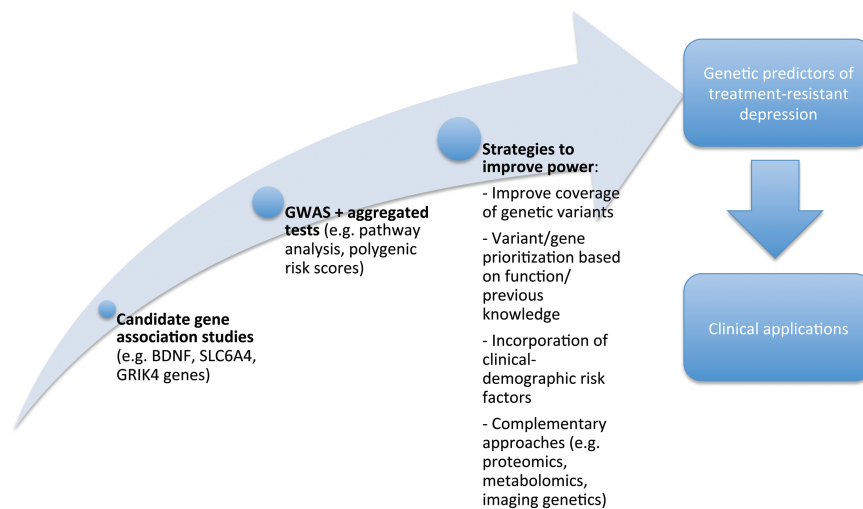 Candidate gene
association studies
(e.g. BDNF, SLC6A4,
GRIK4 genes)
GWAS + aggregated
tests (e.g. pathway
analysis, polygenic
risk scores)
Strategies to
improve power:
- Improve coverage
of genetic variants
- Variant/gene
prioritization based
on function/
previous
knowledge
- Incorporation of
clinical-
demographic risk
factors
- Complementary
approaches (e.g.
proteomics,
metabolomics,
imaging genetics)
Genetic predictors of
treatment-resistant
depression
Clinical applications